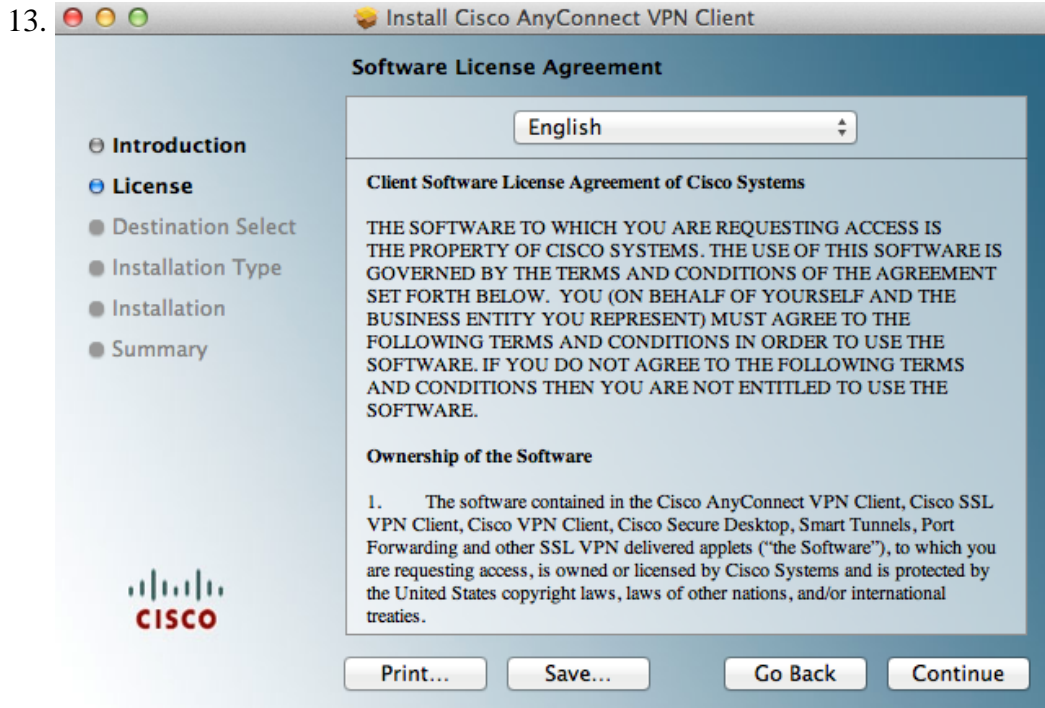 13.
Install Cisco AnyConnect VPN Client
Software License Agreement
Introduction
License
Destination Select
Installation Type
Installation
Summary
CISCO
English
Client Software License Agreement of Cisco Systems
THE SOFTWARE TO WHICH YOU ARE REQUESTING ACCESS IS
THE PROPERTY OF CISCO SYSTEMS. THE USE OF THIS SOFTWARE IS
GOVERNED BY THE TERMS AND CONDITIONS OF THE AGREEMENT
SET FORTH BELOW. YOU (ON BEHALF OF YOURSELF AND THE
BUSINESS ENTITY YOU REPRESENT) MUST AGREE TO THE
FOLLOWING TERMS AND CONDITIONS IN ORDER TO USE THE
SOFTWARE. IF YOU DO NOT AGREE TO THE FOLLOWING TERMS
AND CONDITIONS THEN YOU ARE NOT ENTITLED TO USE THE
SOFTWARE.
Ownership of the Software
1. The software contained in the Cisco AnyConnect VPN Client, Cisco SSL
VPN Client, Cisco VPN Client, Cisco Secure Desktop, Smart Tunnels, Port
Forwarding and other SSL VPN delivered applets (“the Software”), to which you
are requesting access, is owned or licensed by Cisco Systems and is protected by
the United States copyright laws, laws of other nations, and/or international
treaties.
Print...
Save...
Go Back
Continue